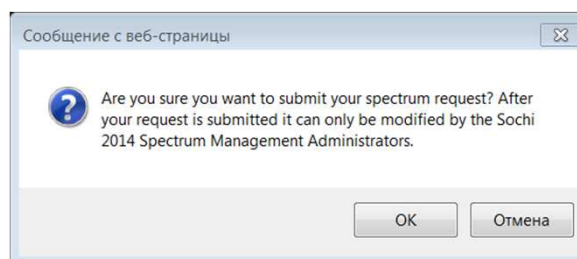 Сообщение с веб-страницы
Are you sure you want to submit your spectrum request? After
your request is submitted it can only be modified by the Sochi
2014 Spectrum Management Administrators.
OK
Отмена